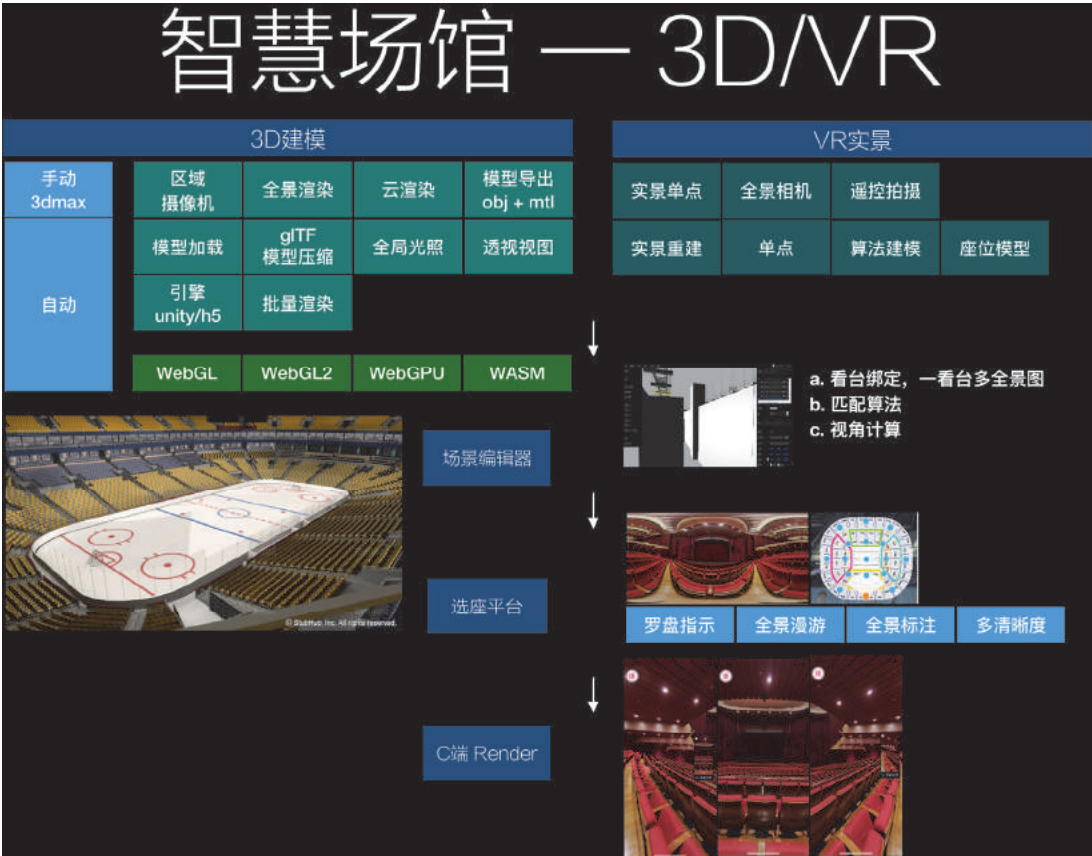 智慧场馆 — 3D/VR
3D建模
手动
3dmax
区域
摄像机
全景渲染
云渲染
模型导出
obj + mtl
自动
模型加载
glTF
模型压缩
全局光照
透视视图
引擎
unity/h5
批量渲染
WebGL
WebGL2
WebGPU
WASM
VR实景
实景单点
全景相机
遥控拍摄
实景重建
单点
算法建模
座位模型
a. 看台绑定，一看台多全景图
b. 匹配算法
c. 视角计算
场景编辑器
© StubHub, Inc. All rights reserved.
选座平台
罗盘指示
全景漫游
全景标注
多清晰度
C端 Render